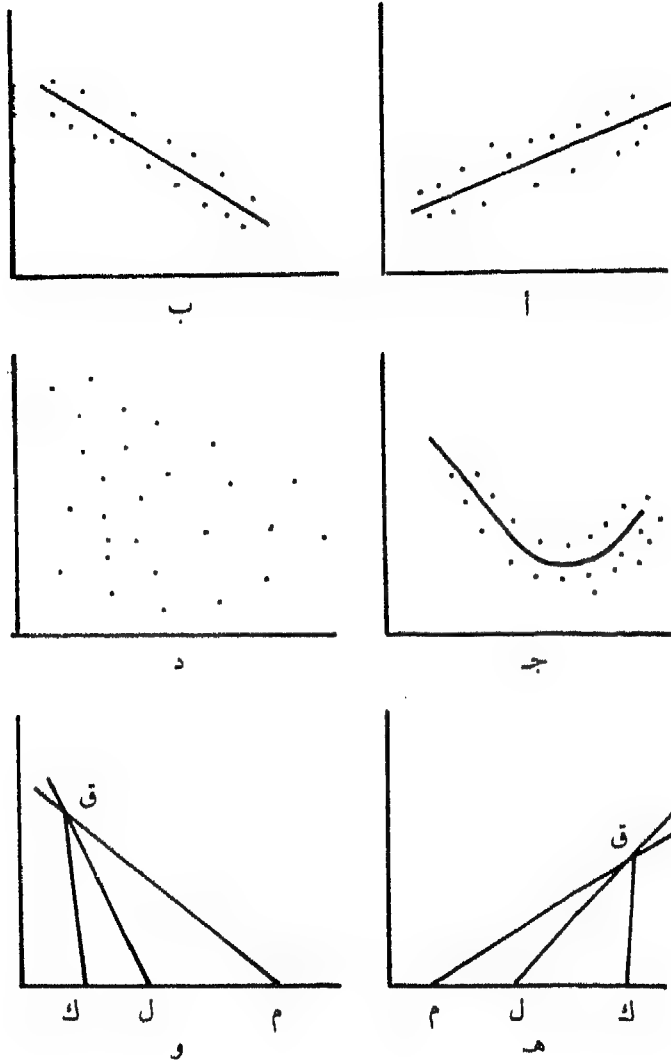 أ ب
جـ د
ق ق
م ل ك ك ل م
هـ و